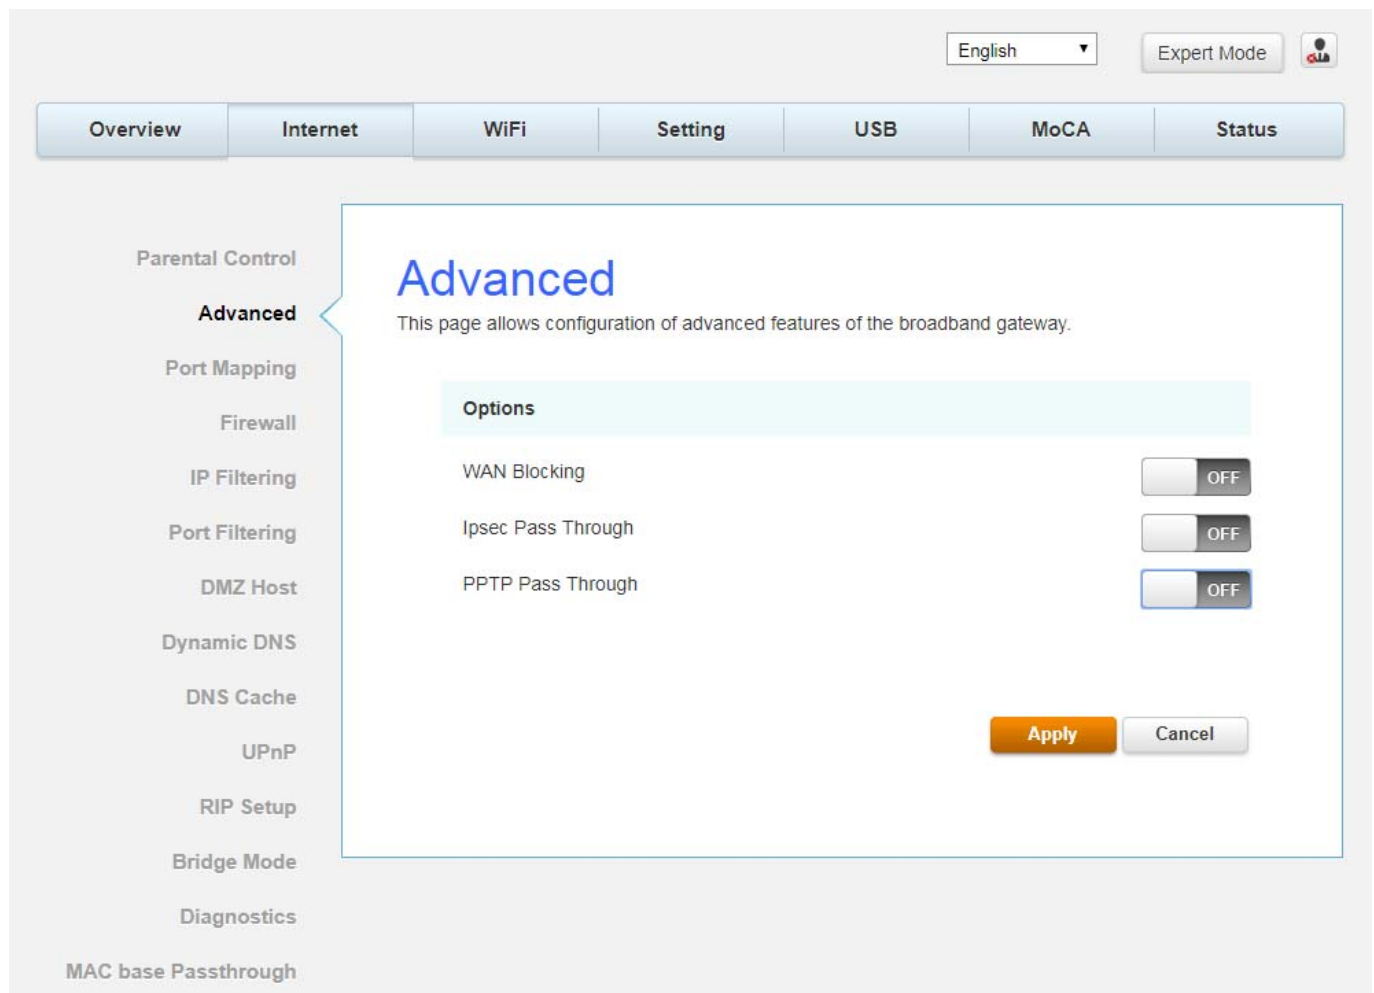 English
Expert Mode
Overview
Internet
WiFi
Setting
USB
MoCA
Status
Parental Control
Advanced
Port Mapping
Firewall
IP Filtering
Port Filtering
DMZ Host
Dynamic DNS
DNS Cache
UPnP
RIP Setup
Bridge Mode
Diagnostics
MAC base Passthrough
Advanced
This page allows configuration of advanced features of the broadband gateway.
Options
WAN Blocking
OFF
Ipsec Pass Through
OFF
PPTP Pass Through
OFF
Apply
Cancel